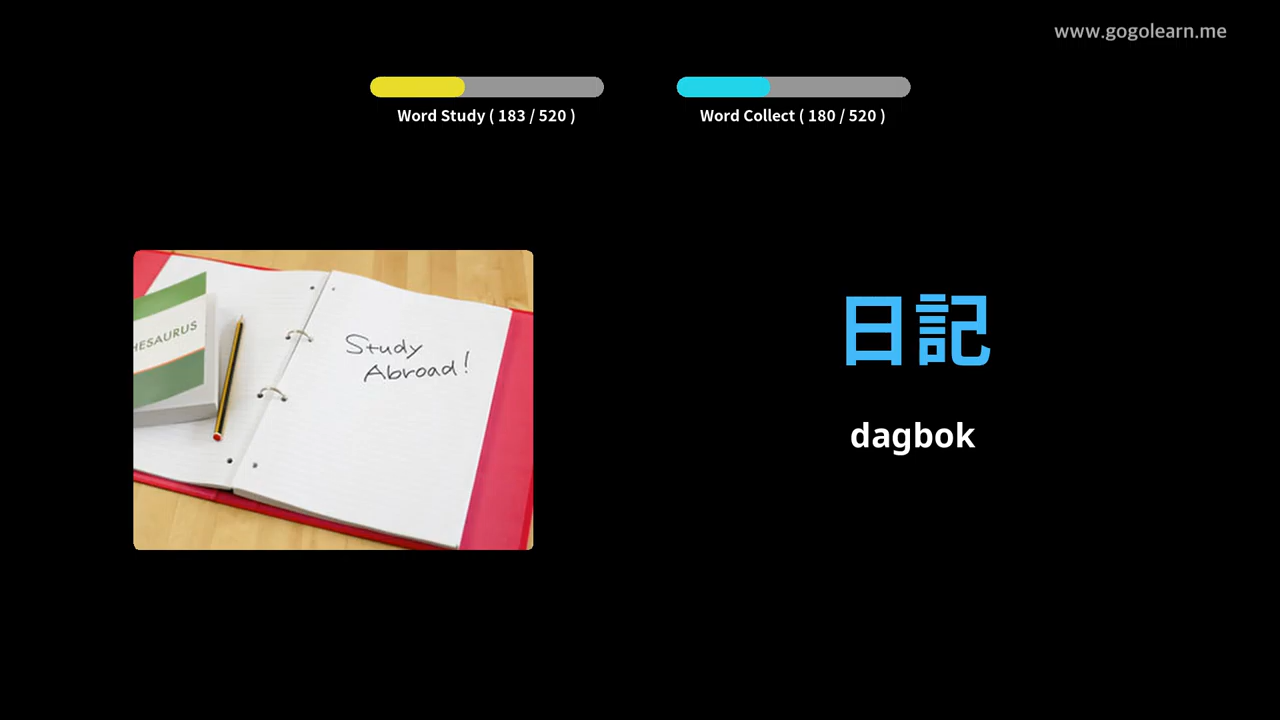 www.gogolearn.me
Word Study ( 183 / 520 )
Word Collect ( 180 / 520 )
HESAURUS
Study
Abroad!
日記
dagbok